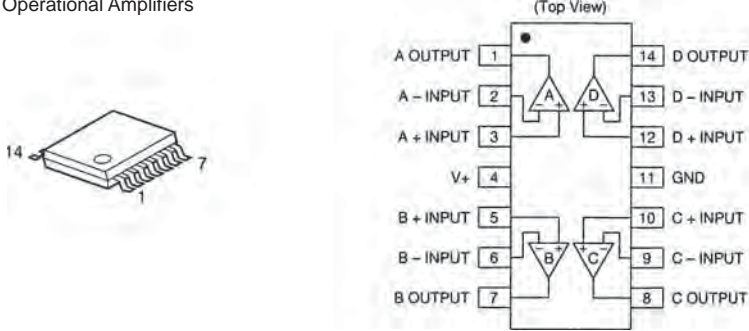 Operational Amplifiers
(Top View)
A OUTPUT 1 14 D OUTPUT
A – INPUT 2 13 D – INPUT
A + INPUT 3 12 D + INPUT
V+ 4 11 GND
B + INPUT 5 10 C + INPUT
B – INPUT 6 9 C – INPUT
B OUTPUT 7 8 C OUTPUT
A D
– + + –
B C
– + + –
14
7
1